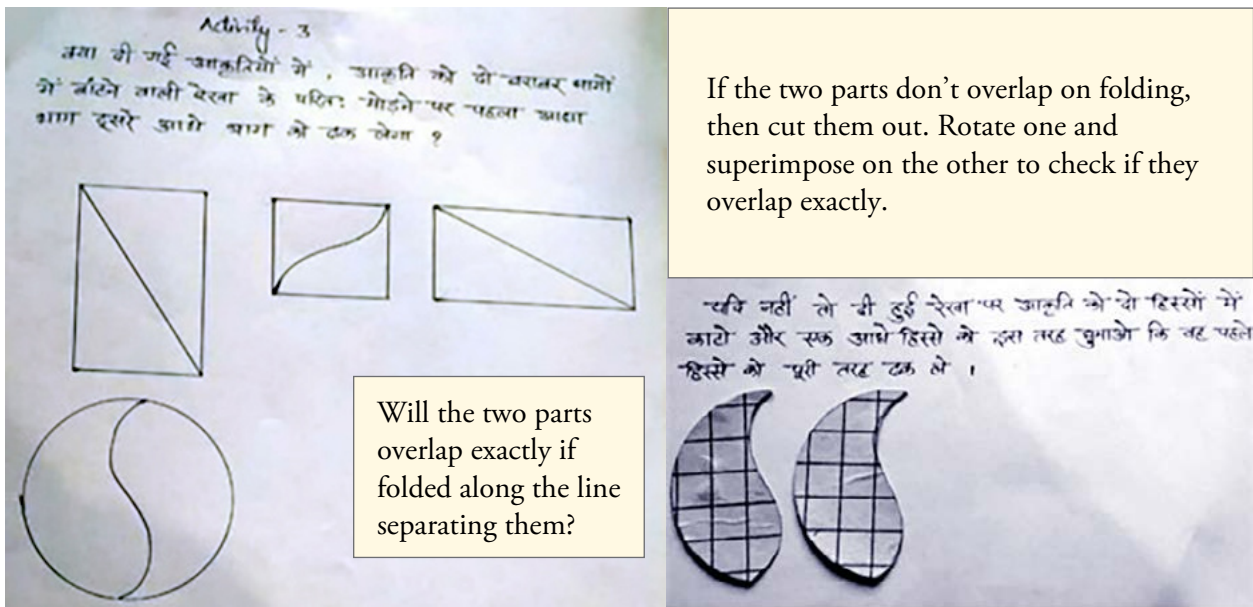 Activity - 3
क्या दी गई आकृतियों में, आकृति को दो बराबर भागों
में बाँटने वाली रेखा के परितः मोड़ने पर पहला आधा
भाग दूसरे आधे भाग को ढक लेगा ?
Will the two parts
overlap exactly if
folded along the line
separating them?
If the two parts don’t overlap on folding,
then cut them out. Rotate one and
superimpose on the other to check if they
overlap exactly.
यदि नहीं तो दी हुई रेखा पर आकृति को दो हिस्सों में
काटो और एक आधे हिस्से को इस तरह घुमाओ कि वह पहले
हिस्से को पूरी तरह ढक ले ।